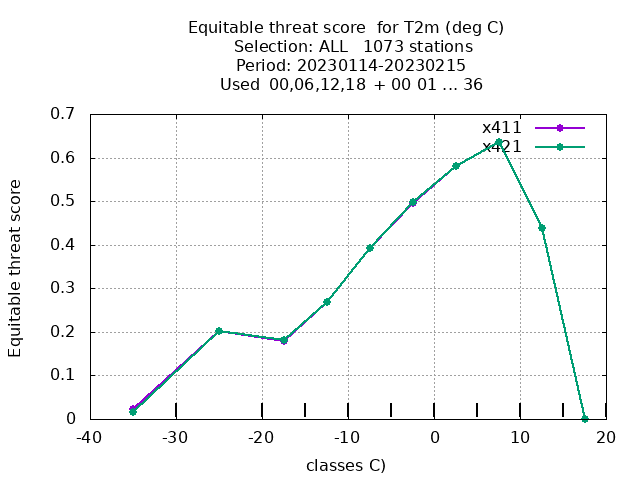 Equitable threat score  for T2m (deg C)
Selection: ALL   1073 stations
Period: 20230114-20230215
Used  00,06,12,18  + 00 01 ... 36
x411
x421
Equitable threat score
0.7
0.6
0.5
0.4
0.3
0.2
0.1
0
-40 -30 -20 -10 0 10 20
classes C)